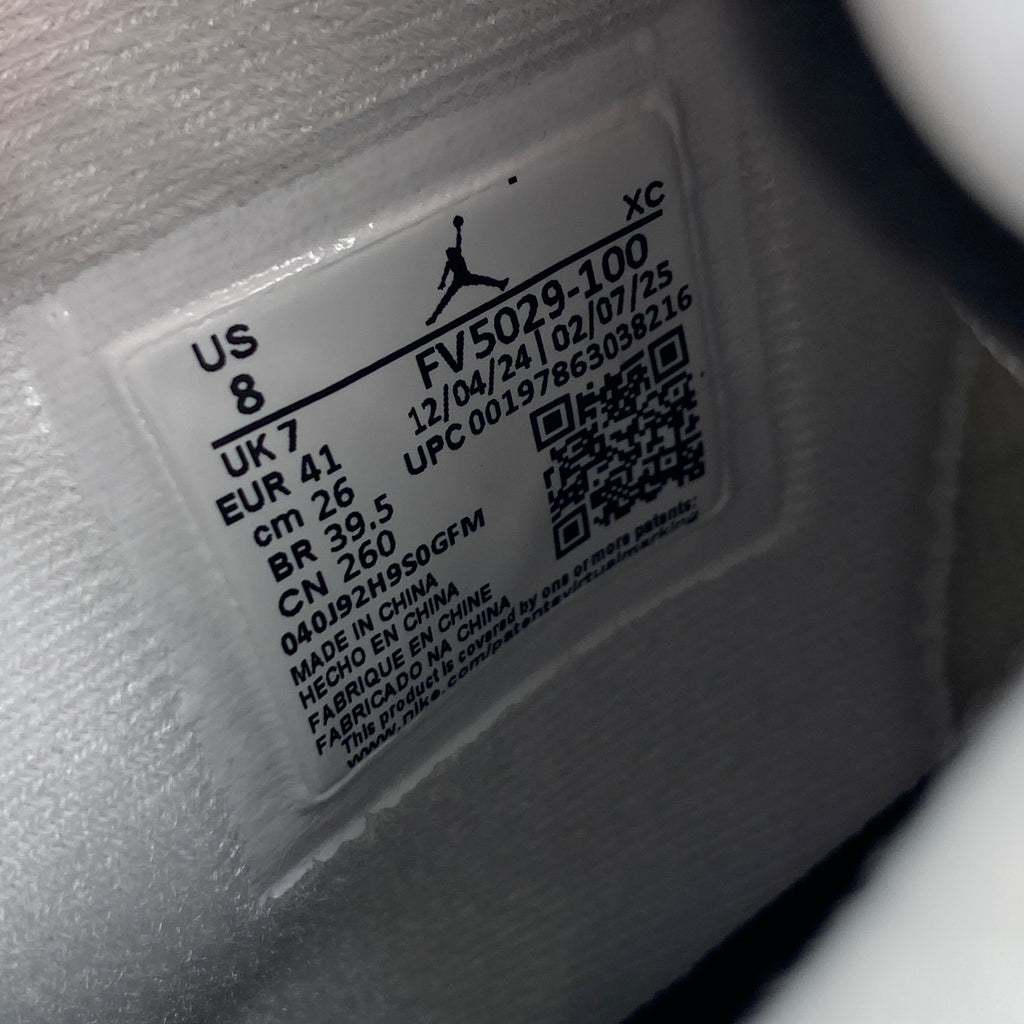 XC
US
8
FV5029-100
12/04/24 | 02/07/25
UPC 00197863038216
UK 7
EUR 41
cm 26
BR 39.5
CN 260
040J92H9S0GFM
MADE IN CHINA
HECHO EN CHINA
FABRIQUE EN CHINE
FABRICADO NA CHINA
This product is covered by one or more patents:
www.nike.com/patentsvirtualmarking